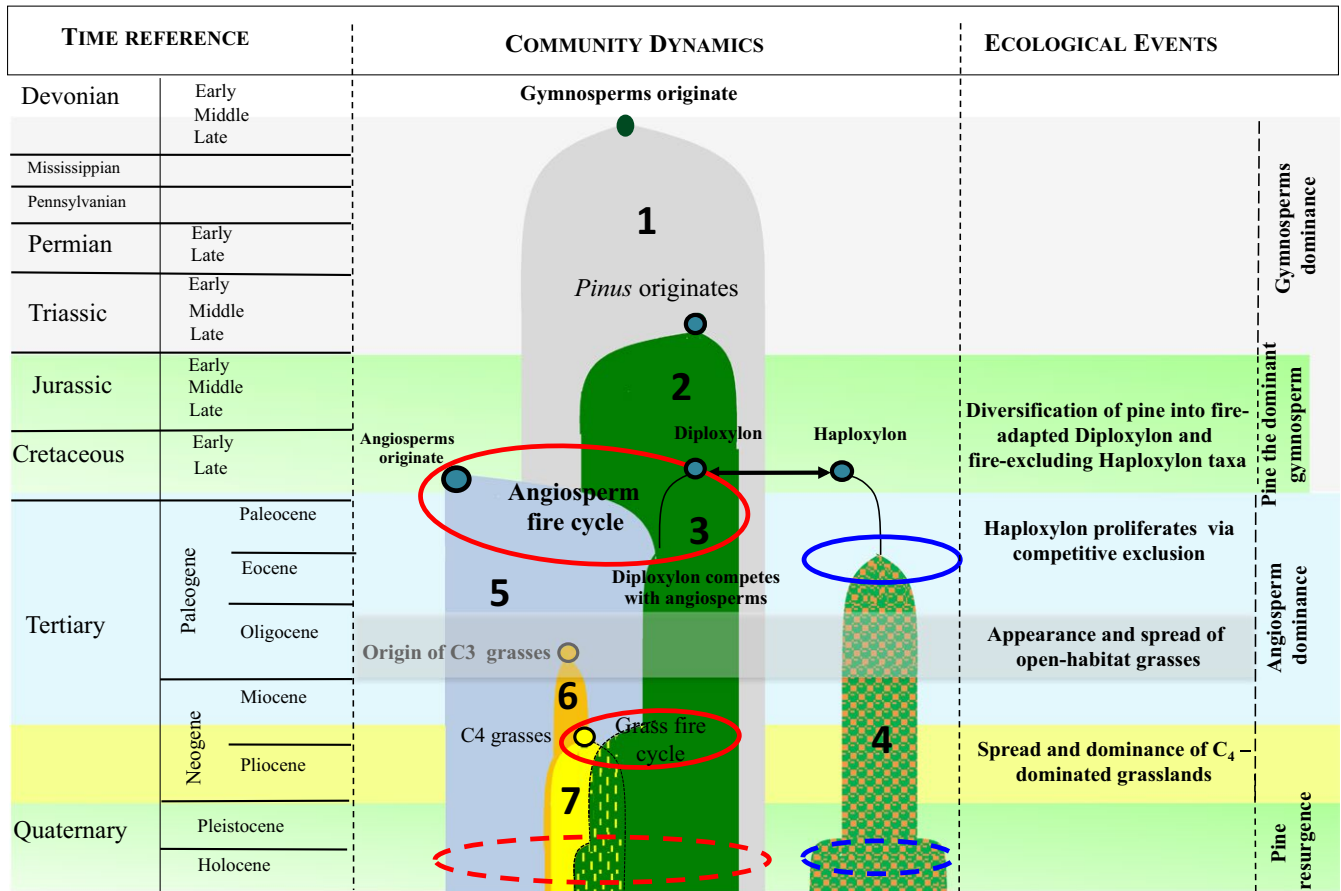 TIME REFERENCE
COMMUNITY DYNAMICS
ECOLOGICAL EVENTS
Devonian
Early
Middle
Late
Mississippian
Pennsylvanian
Permian
Early
Late
Triassic
Early
Middle
Late
Jurassic
Early
Middle
Late
Cretaceous
Early
Late
Tertiary
Paleogene
Paleocene
Eocene
Oligocene
Neogene
Miocene
Pliocene
Quaternary
Pleistocene
Holocene
Gymnosperms originate
1
Pinus originates
2
Diploxylon
Haploxylon
Angiosperms
originate
Angiosperm
fire cycle
3
Diploxylon competes
with angiosperms
5
Origin of C3 grasses
6
C4 grasses
Grass fire
cycle
4
7
Diversification of pine into fire-
adapted Diploxylon and
fire-excluding Haploxylon taxa
Haploxylon proliferates via
competitive exclusion
Appearance and spread of
open-habitat grasses
Spread and dominance of C4 –
dominated grasslands
Gymnosperms
dominance
Pine the dominant
gymnosperm
Angiosperm
dominance
Pine
resurgence